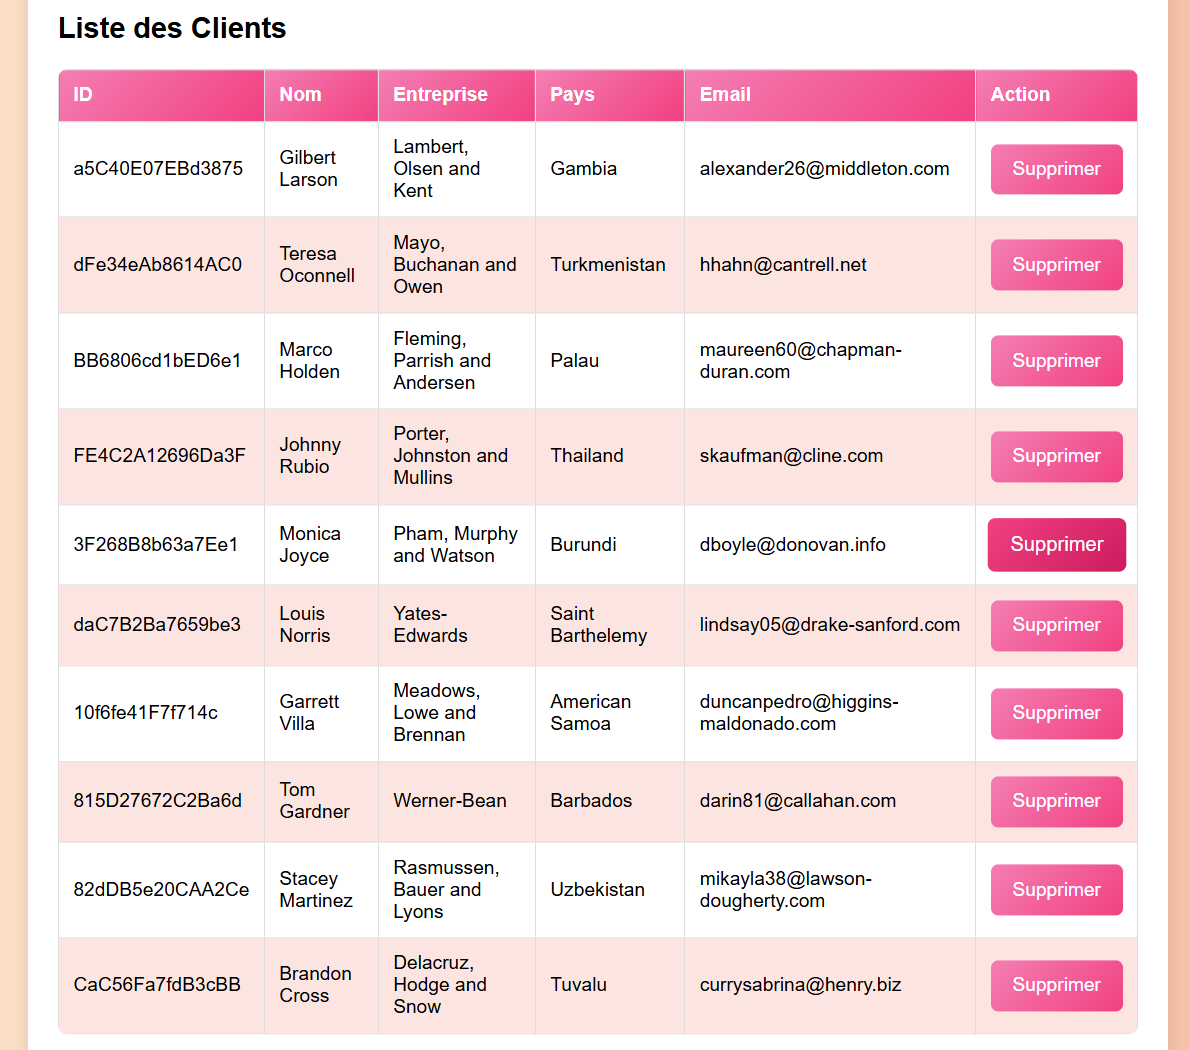 Liste des Clients
ID Nom Entreprise Pays Email Action
a5C40E07EBd3875 Gilbert Larson Lambert, Olsen and Kent Gambia alexander26@middleton.com Supprimer
dFe34eAb8614AC0 Teresa Oconnell Mayo, Buchanan and Owen Turkmenistan hhahn@cantrell.net Supprimer
BB6806cd1bED6e1 Marco Holden Fleming, Parrish and Andersen Palau maureen60@chapman-duran.com Supprimer
FE4C2A12696Da3F Johnny Rubio Porter, Johnston and Mullins Thailand skaufman@cline.com Supprimer
3F268B8b63a7Ee1 Monica Joyce Pham, Murphy and Watson Burundi dboyle@donovan.info Supprimer
daC7B2Ba7659be3 Louis Norris Yates-Edwards Saint Barthelemy lindsay05@drake-sanford.com Supprimer
10f6fe41F7f714c Garrett Villa Meadows, Lowe and Brennan American Samoa duncanpedro@higgins-maldonado.com Supprimer
815D27672C2Ba6d Tom Gardner Werner-Bean Barbados darin81@callahan.com Supprimer
82dDB5e20CAA2Ce Stacey Martinez Rasmussen, Bauer and Lyons Uzbekistan mikayla38@lawson-dougherty.com Supprimer
CaC56Fa7fdB3cBB Brandon Cross Delacruz, Hodge and Snow Tuvalu currysabrina@henry.biz Supprimer